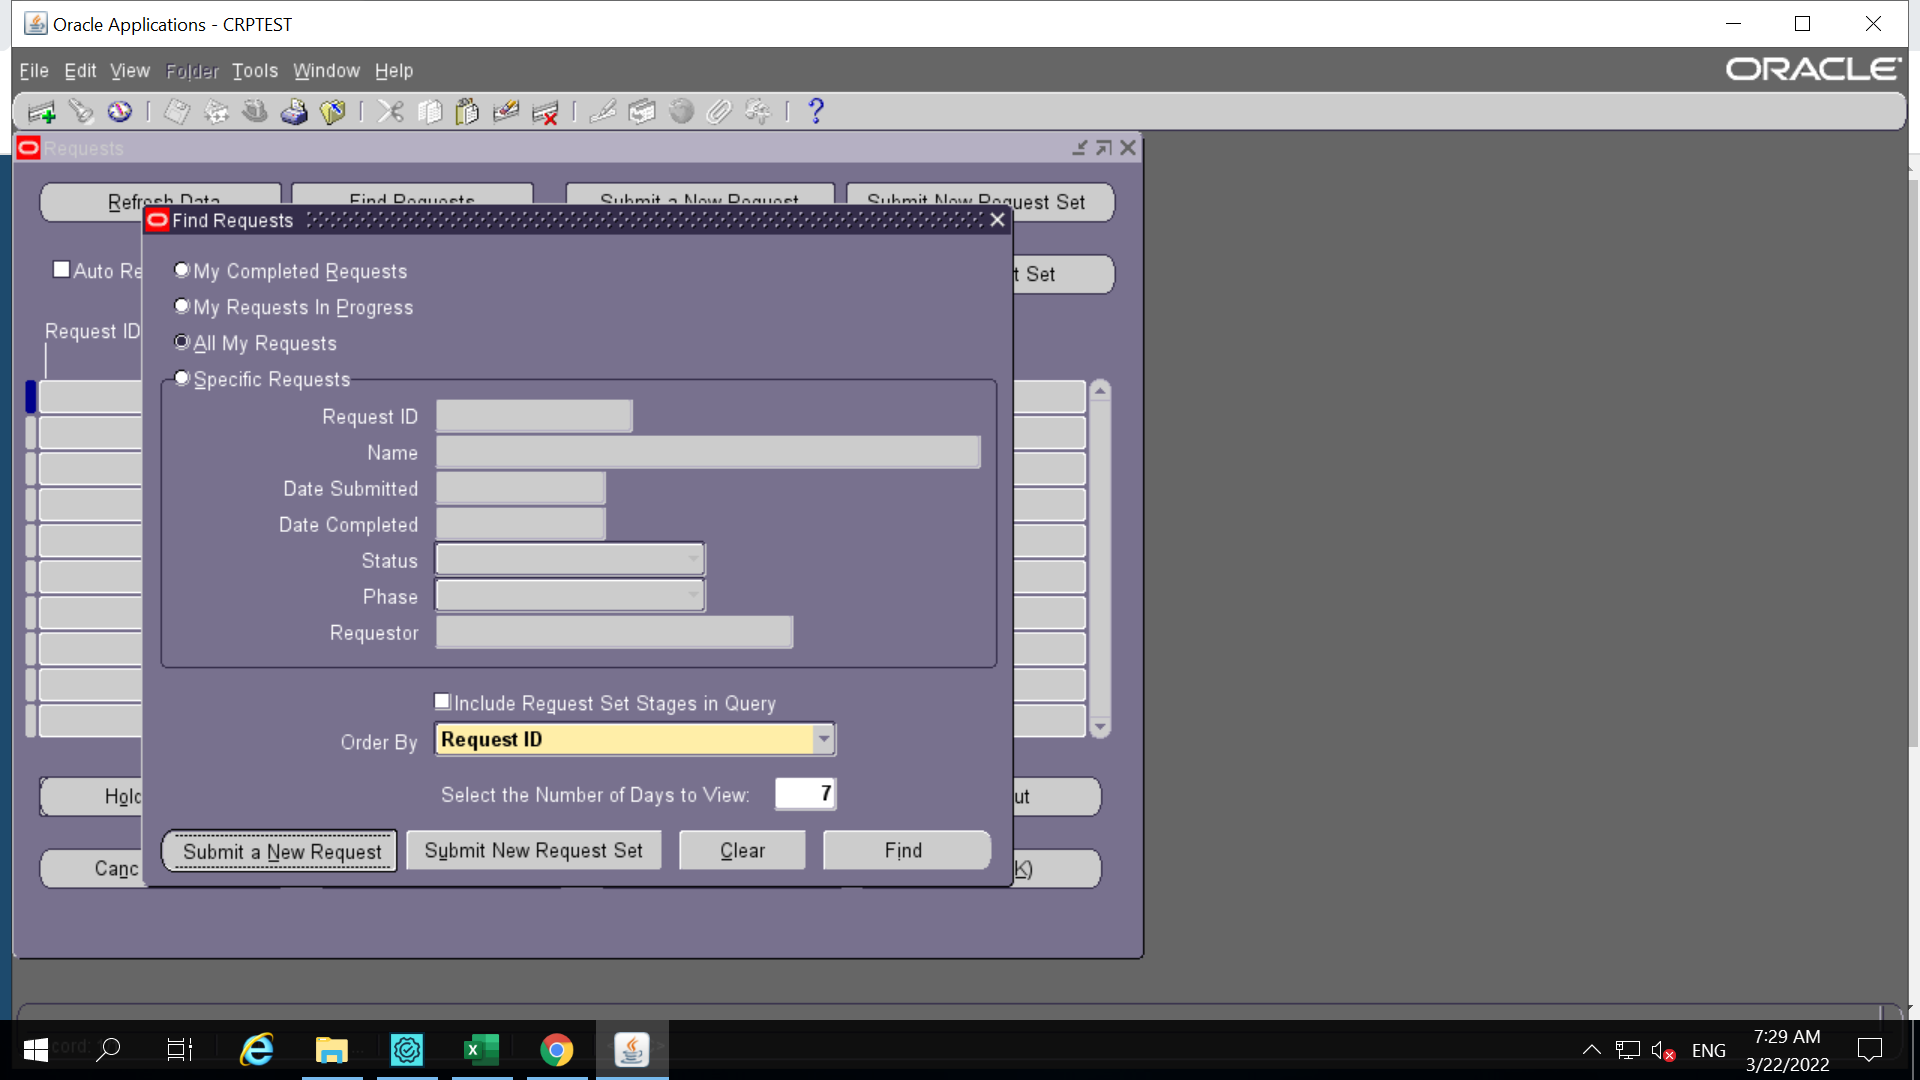 Oracle Applications - CRPTEST
File Edit View Folder Tools Window Help
ORACLE
Requests
Refresh Data Find Requests Submit a New Request Submit New Request Set
Find Requests
My Completed Requests
Auto Re t Set
My Requests In Progress
Request ID
All My Requests
Specific Requests
Request ID
Name
Date Submitted
Date Completed
Status
Phase
Requestor
Include Request Set Stages in Query
Order By Request ID
Select the Number of Days to View: 7
Hold ut
Submit a New Request Submit New Request Set Clear Find
Canc K)
cord:
ENG
7:29 AM
3/22/2022